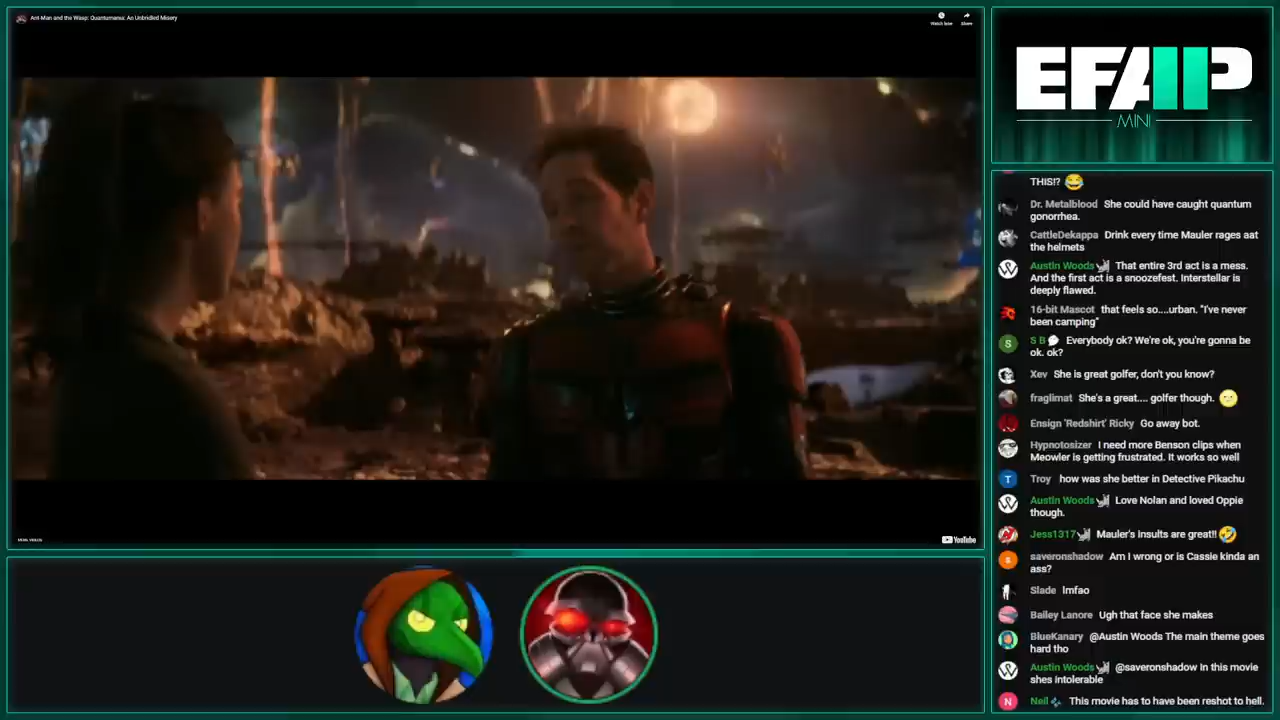 Ant-Man and the Wasp: Quantumania: An Unbridled Misery
Watch later
Share
MORE VIDEOS
YouTube
EFAP
MINI
THIS!? 😂
Dr. Metalblood She could have caught quantum
gonorrhea.
CattleDekappa Drink every time Mauler rages aat
the helmets
Austin Woods That entire 3rd act is a mess.
And the first act is a snoozefest. Interstellar is
deeply flawed.
16-bit Mascot that feels so....urban. "I've never
been camping"
S B Everybody ok? We're ok, you're gonna be
ok. ok?
Xev She is great golfer, don't you know?
fraglimat She's a great.... golfer though. 🌝
Ensign 'Redshirt' Ricky Go away bot.
Hypnotosizer I need more Benson clips when
Meowler is getting frustrated. It works so well
Troy how was she better in Detective Pikachu
Austin Woods Love Nolan and loved Oppie
though.
Jess1317 Mauler's Insults are great!! 🤣
saveronshadow Am I wrong or is Cassie kinda an
ass?
Slade lmfao
Bailey Lanore Ugh that face she makes
BlueKanary @Austin Woods The main theme goes
hard tho
Austin Woods @saveronshadow In this movie
shes intolerable
Neil This movie has to have been reshot to hell.